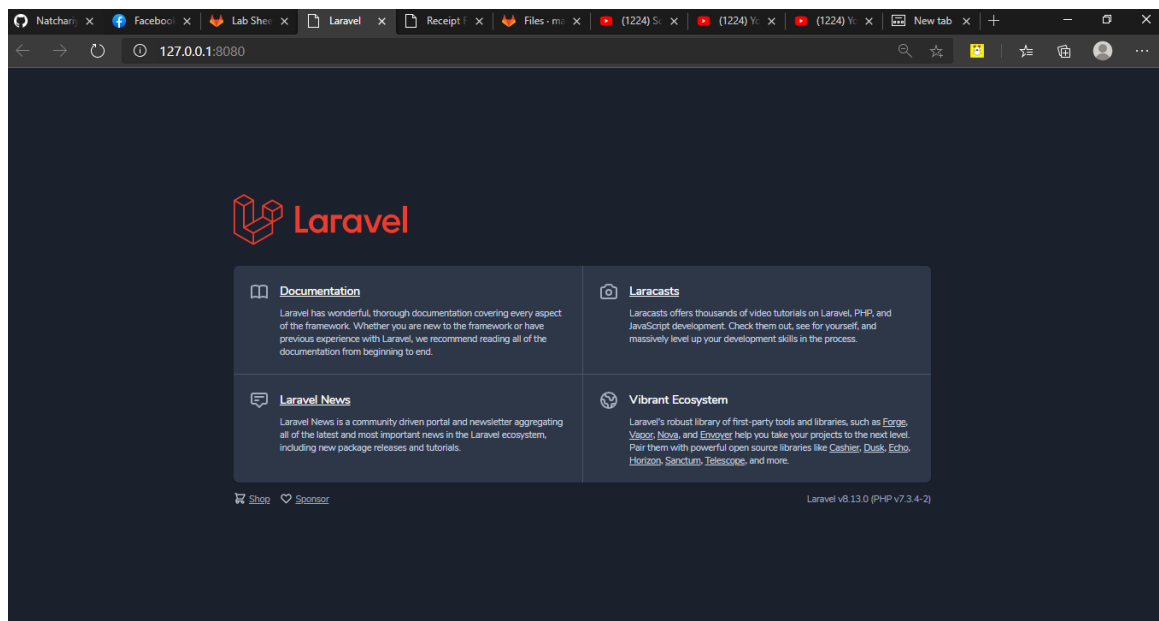 Natchari
Facebook
Lab Shee
Laravel
Receipt F
Files · ma
(1224) Sc
(1224) Yc
(1224) Yc
New tab
127.0.0.1:8080
Laravel
Documentation
Laravel has wonderful, thorough documentation covering every aspect
of the framework. Whether you are new to the framework or have
previous experience with Laravel, we recommend reading all of the
documentation from beginning to end.
Laracasts
Laracasts offers thousands of video tutorials on Laravel, PHP, and
JavaScript development. Check them out, see for yourself, and
massively level up your development skills in the process.
Laravel News
Laravel News is a community driven portal and newsletter aggregating
all of the latest and most important news in the Laravel ecosystem,
including new package releases and tutorials.
Vibrant Ecosystem
Laravel's robust library of first-party tools and libraries, such as Forge,
Vapor, Nova, and Envoyer help you take your projects to the next level.
Pair them with powerful open source libraries like Cashier, Dusk, Echo,
Horizon, Sanctum, Telescope, and more.
Shop
Sponsor
Laravel v8.13.0 (PHP v7.3.4-2)